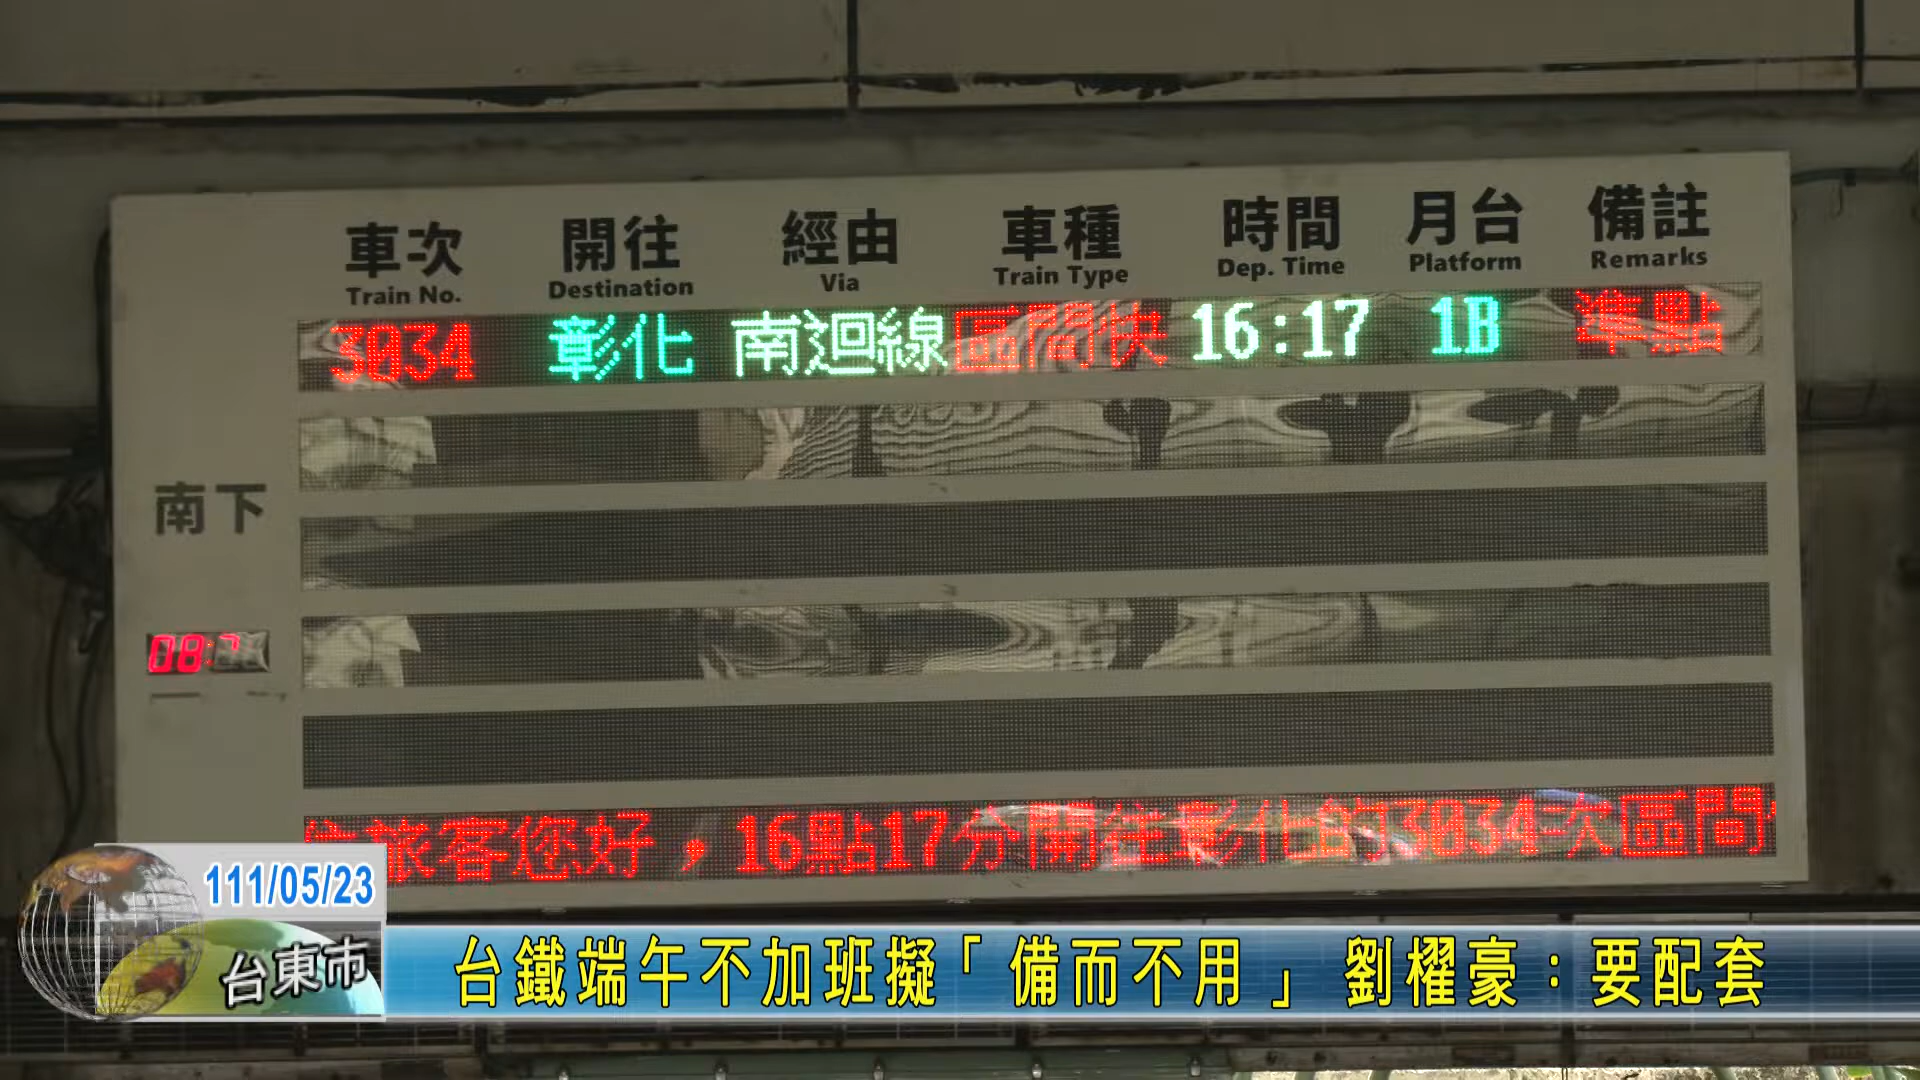 車次 開往 經由 車種 時間 月台 備註
Train No. Destination Via Train Type Dep. Time Platform Remarks
3034 彰化 南迴線 區間快 16:17 1B 準點
南下
08:
旅客您好，16點17分開往彰化的3034次區間
111/05/23
台東市
台鐵端午不加班擬「備而不用」 劉櫂豪：要配套